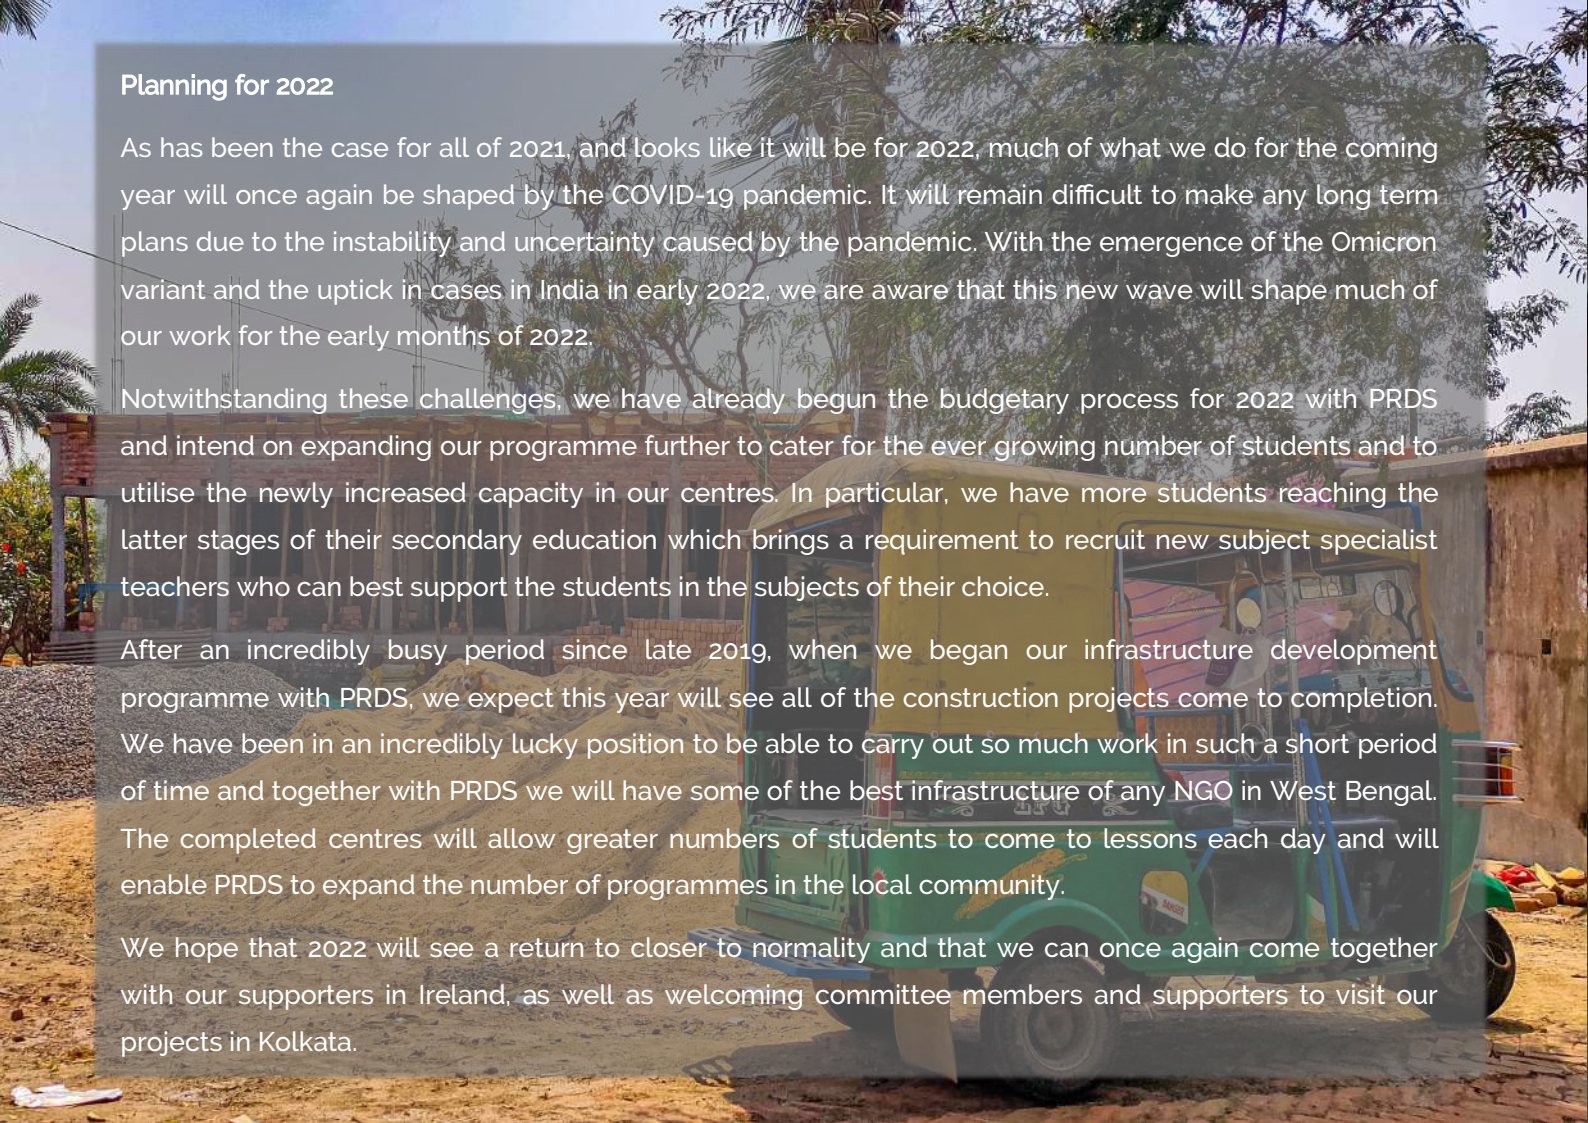 Planning for 2022
As has been the case for all of 2021, and looks like it will be for 2022, much of what we do for the coming
year will once again be shaped by the COVID-19 pandemic. It will remain difficult to make any long term
plans due to the instability and uncertainty caused by the pandemic. With the emergence of the Omicron
variant and the uptick in cases in India in early 2022, we are aware that this new wave will shape much of
our work for the early months of 2022.
Notwithstanding these challenges, we have already begun the budgetary process for 2022 with PRDS
and intend on expanding our programme further to cater for the ever growing number of students and to
utilise the newly increased capacity in our centres. In particular, we have more students reaching the
latter stages of their secondary education which brings a requirement to recruit new subject specialist
teachers who can best support the students in the subjects of their choice.
After an incredibly busy period since late 2019, when we began our infrastructure development
programme with PRDS, we expect this year will see all of the construction projects come to completion.
We have been in an incredibly lucky position to be able to carry out so much work in such a short period
of time and together with PRDS we will have some of the best infrastructure of any NGO in West Bengal.
The completed centres will allow greater numbers of students to come to lessons each day and will
enable PRDS to expand the number of programmes in the local community.
We hope that 2022 will see a return to closer to normality and that we can once again come together
with our supporters in Ireland, as well as welcoming committee members and supporters to visit our
projects in Kolkata.
LPG
DANGER